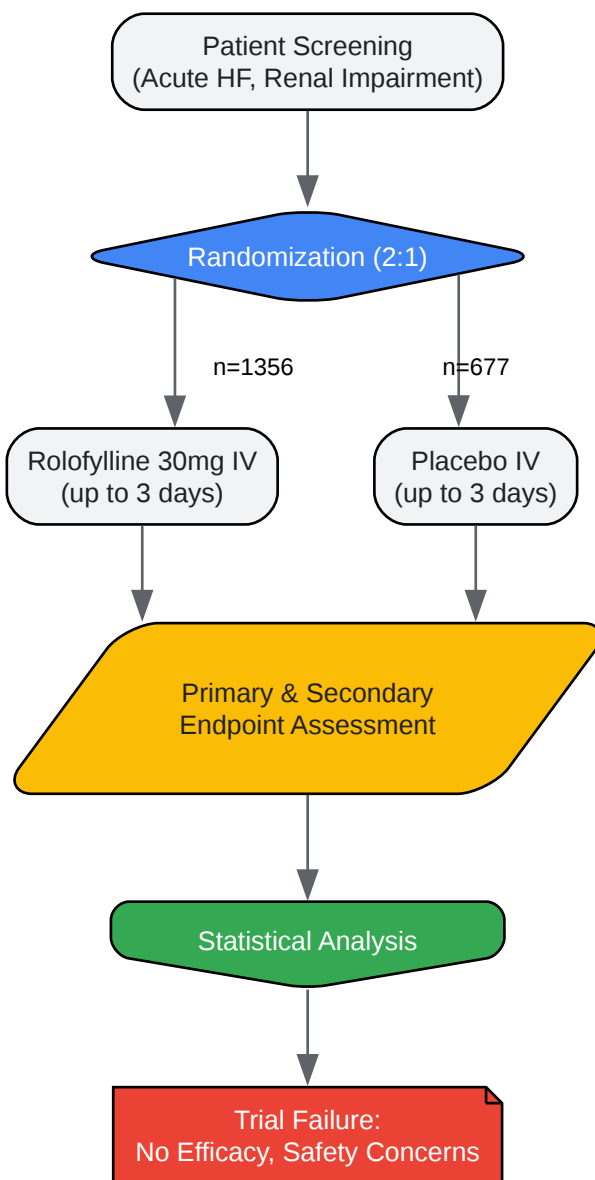 Patient Screening
(Acute HF, Renal Impairment)
Randomization (2:1)
n=1356
n=677
Rolofylline 30mg IV
(up to 3 days)
Placebo IV
(up to 3 days)
Primary & Secondary
Endpoint Assessment
Statistical Analysis
Trial Failure:
No Efficacy, Safety Concerns